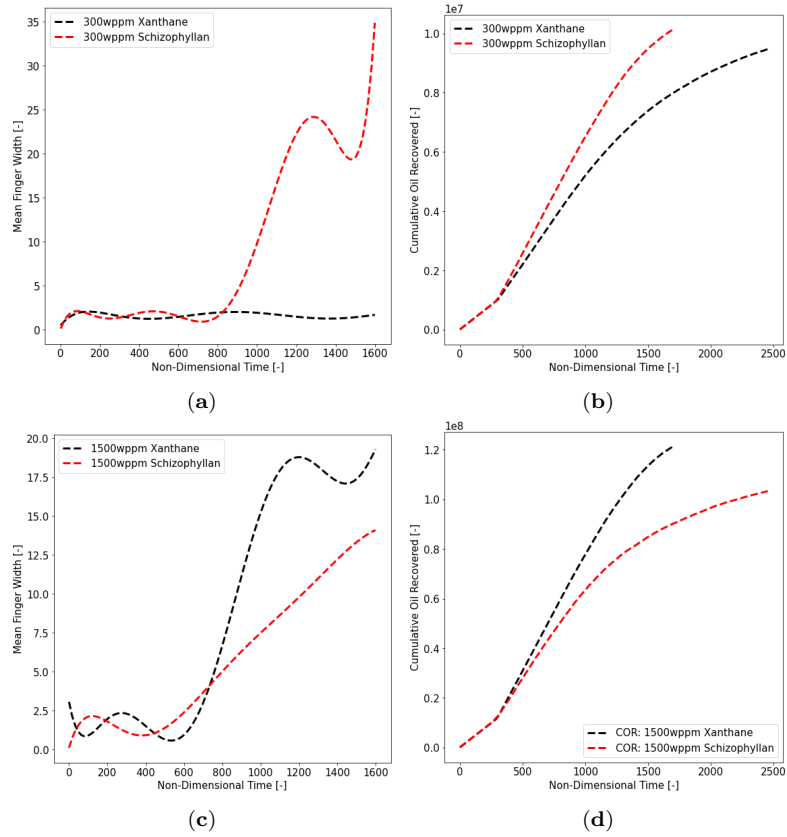 300wppm Xanthane
300wppm Schizophyllan
Mean Finger Width [-]
35
30
25
20
15
10
5
0
0 200 400 600 800 1000 1200 1400 1600
Non-Dimensional Time [-]
(a)
1e7
300wppm Xanthane
300wppm Schizophyllan
Cumulative Oil Recovered [-]
1.0
0.8
0.6
0.4
0.2
0.0
0 500 1000 1500 2000 2500
Non-Dimensional Time [-]
(b)
1500wppm Xanthane
1500wppm Schizophyllan
Mean Finger Width [-]
20.0
17.5
15.0
12.5
10.0
7.5
5.0
2.5
0.0
0 200 400 600 800 1000 1200 1400 1600
Non-Dimensional Time [-]
(c)
1e8
Cumulative Oil Recovered [-]
1.2
1.0
0.8
0.6
0.4
0.2
0.0
COR: 1500wppm Xanthane
COR: 1500wppm Schizophyllan
0 500 1000 1500 2000 2500
Non-Dimensional Time [-]
(d)